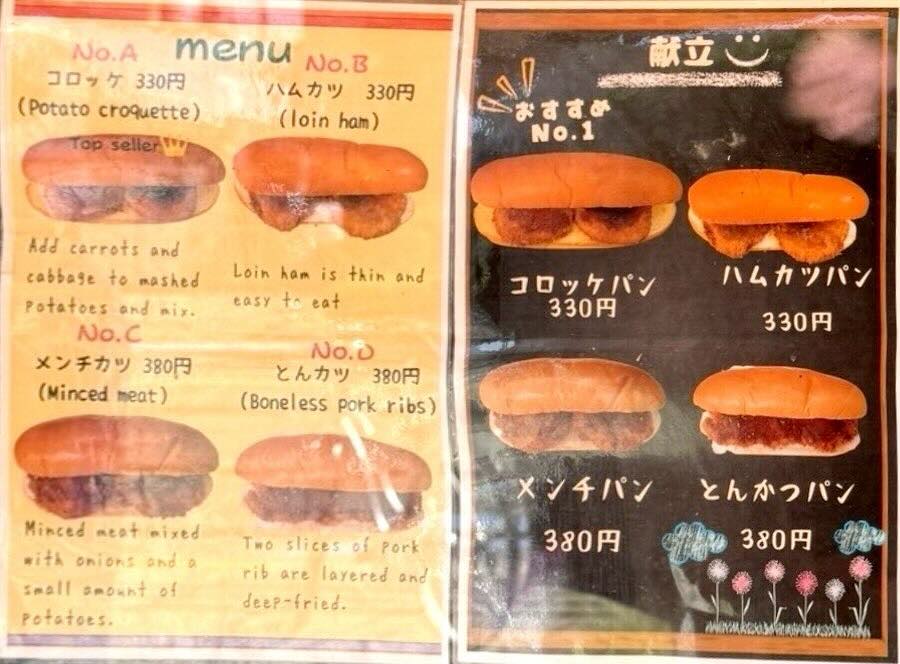 menu
No.A
コロッケ 330円
(Potato croquette)
Top seller
Add carrots and
cabbage to mashed
Potatoes and mix.
No.B
ハムカツ 330円
(loin ham)
Loin ham is thin and
easy to eat
No.C
メンチカツ 380円
(Minced meat)
Minced meat mixed
with onions and a
small amount of
Potatoes.
No.D
とんカツ 380円
(Boneless pork ribs)
Two slices of pork
rib are layered and
deep-fried.
献立
おすすめ
No.1
コロッケパン
330円
ハムカツパン
330円
メンチパン
380円
とんかつパン
380円